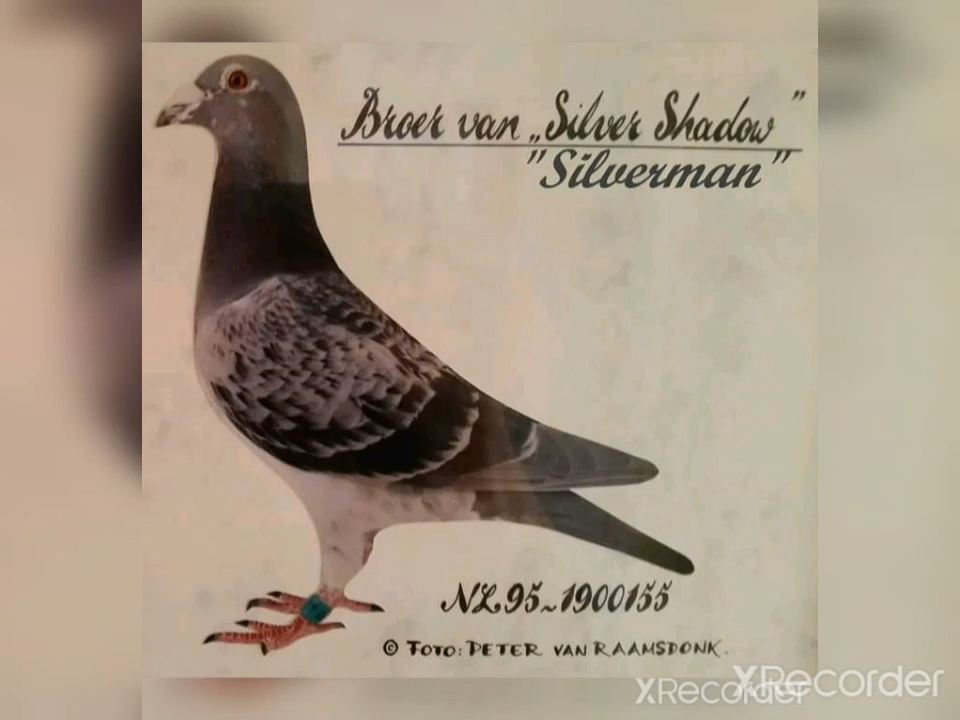 Broer van „Silver Shadow"
"Silverman"
NL95~1900155
© FOTO: PETER VAN RAAMSDONK.
XRecorder
XRecorder